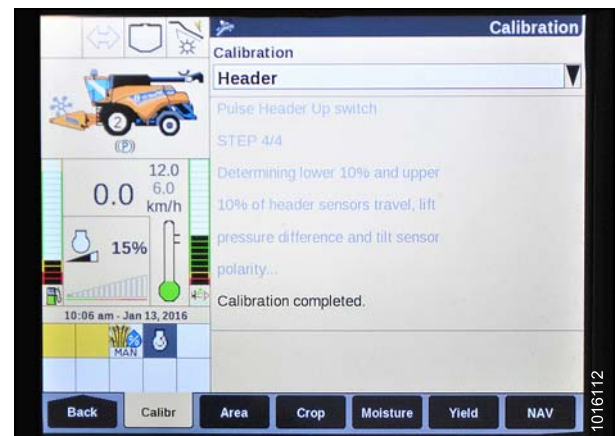 Calibration
Calibration
Header
Pulse Header Up switch
STEP 4/4
Determining lower 10% and upper
10% of header sensors travel, lift
pressure difference and tilt sensor
polarity...
Calibration completed.
2
(P)
12.0
0.0 6.0
km/h
15%
E
10:06 am - Jan 13, 2016
MAN %
Back Calibr Area Crop Moisture Yield NAV
1016112